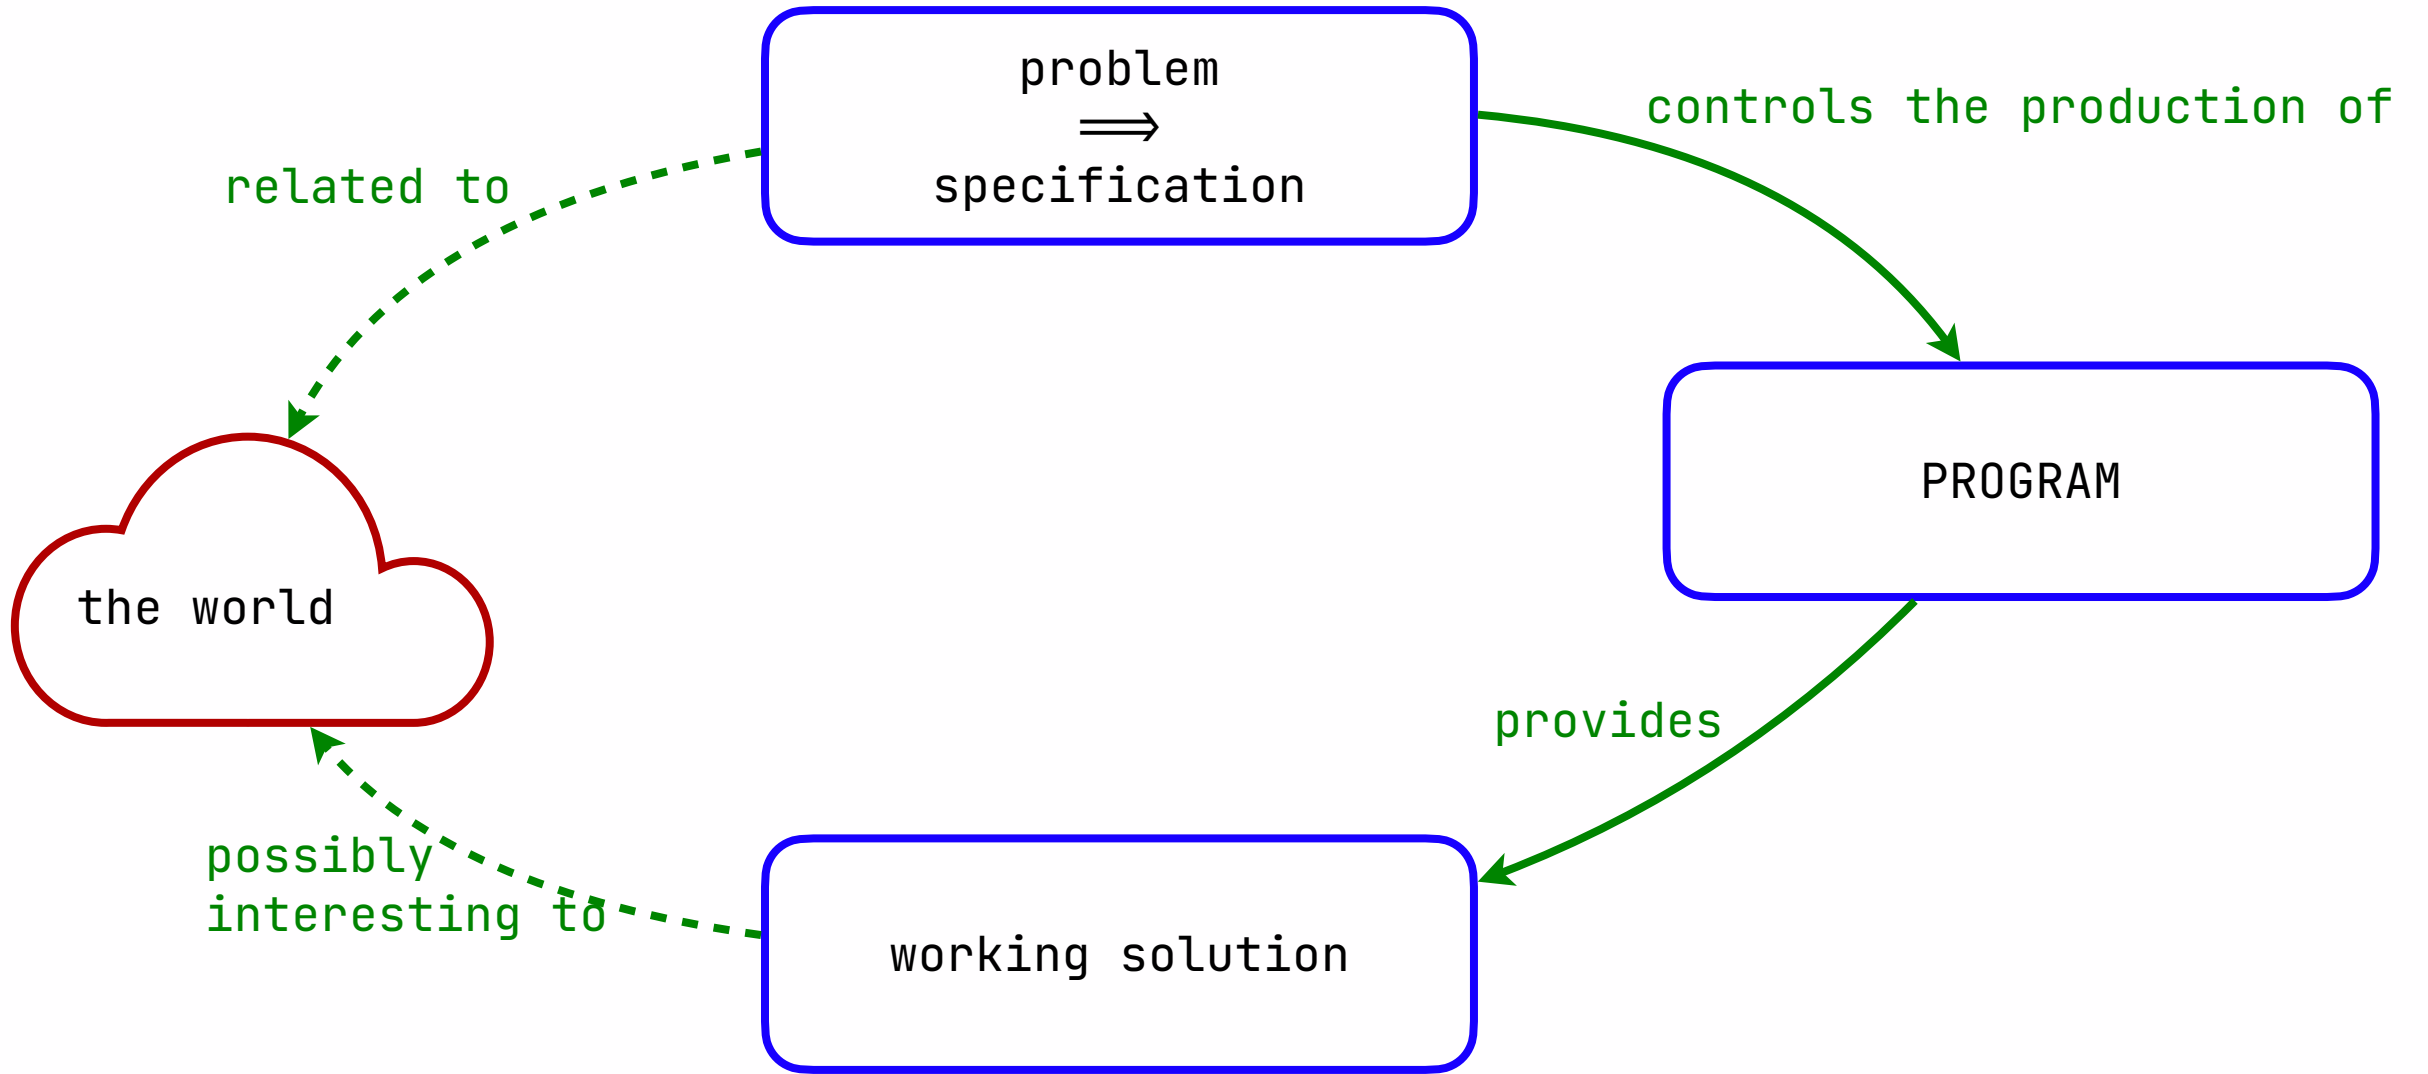 problem
⟹
specification
controls the production of
related to
PROGRAM
the world
provides
possibly
interesting to
working solution